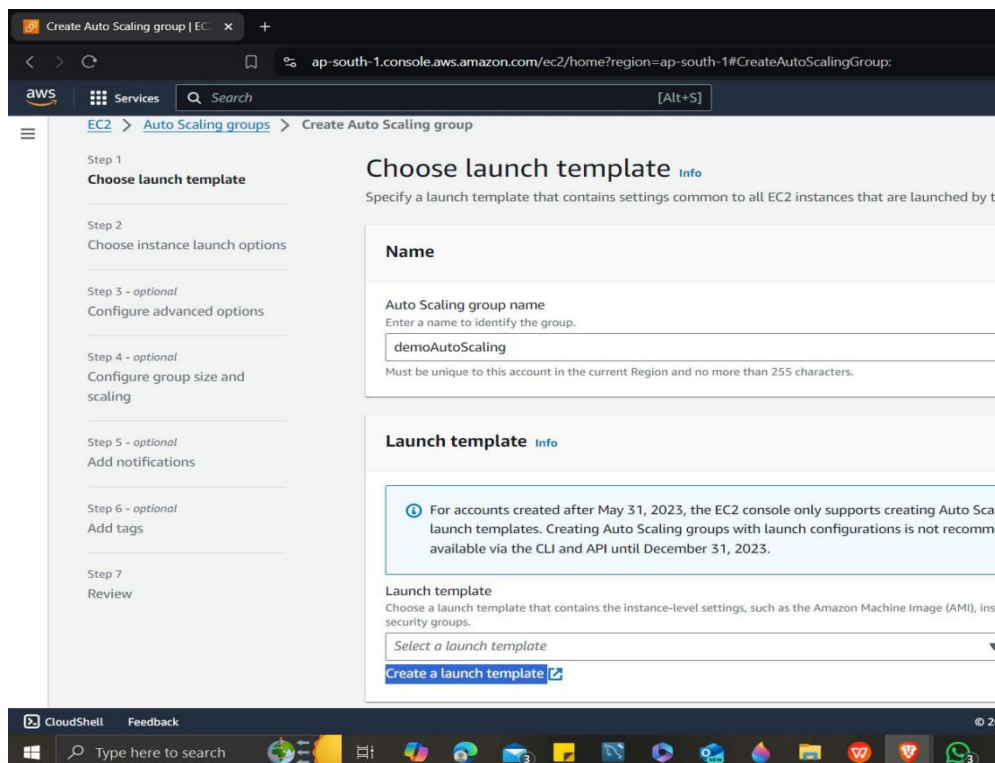 Create Auto Scaling group | EC
ap-south-1.console.aws.amazon.com/ec2/home?region=ap-south-1#CreateAutoScalingGroup:
aws Services Search [Alt+S]
EC2 > Auto Scaling groups > Create Auto Scaling group
Step 1
Choose launch template
Step 2
Choose instance launch options
Step 3 - optional
Configure advanced options
Step 4 - optional
Configure group size and
scaling
Step 5 - optional
Add notifications
Step 6 - optional
Add tags
Step 7
Review
Choose launch template Info
Specify a launch template that contains settings common to all EC2 instances that are launched by t
Name
Auto Scaling group name
Enter a name to identify the group.
demoAutoScaling
Must be unique to this account in the current Region and no more than 255 characters.
Launch template Info
For accounts created after May 31, 2023, the EC2 console only supports creating Auto Sca
launch templates. Creating Auto Scaling groups with launch configurations is not recomm
available via the CLI and API until December 31, 2023.
Launch template
Choose a launch template that contains the instance-level settings, such as the Amazon Machine Image (AMI), ins
security groups.
Select a launch template
Create a launch template
CloudShell Feedback © 2
Type here to search